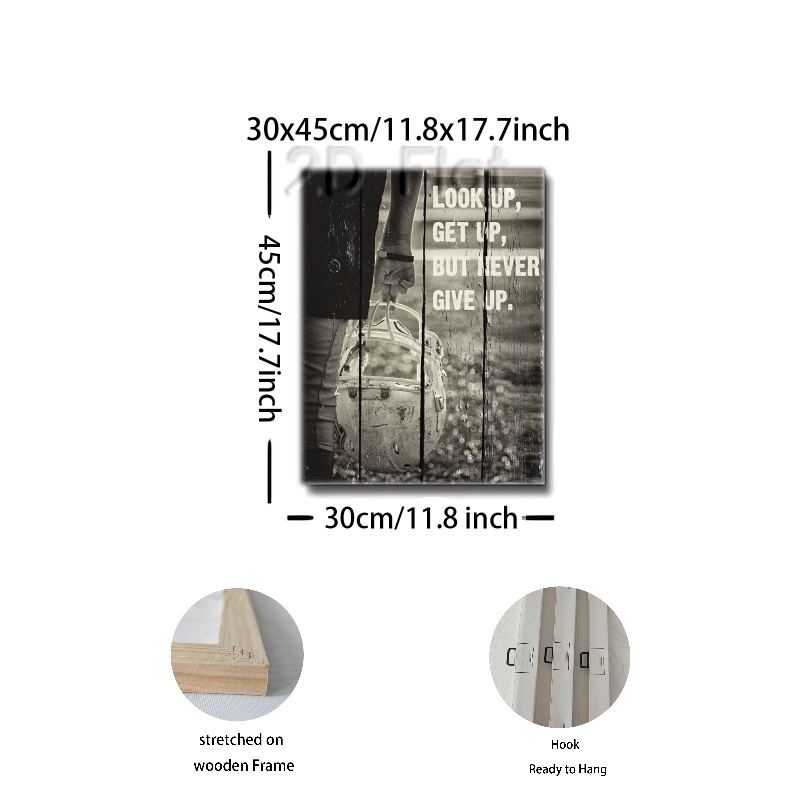 30x45cm/11.8x17.7inch
2D Flat
LOOK UP,
GET UP,
BUT NEVER
GIVE UP.
45cm/17.7inch
30cm/11.8 inch
stretched on
wooden Frame
Hook
Ready to Hang